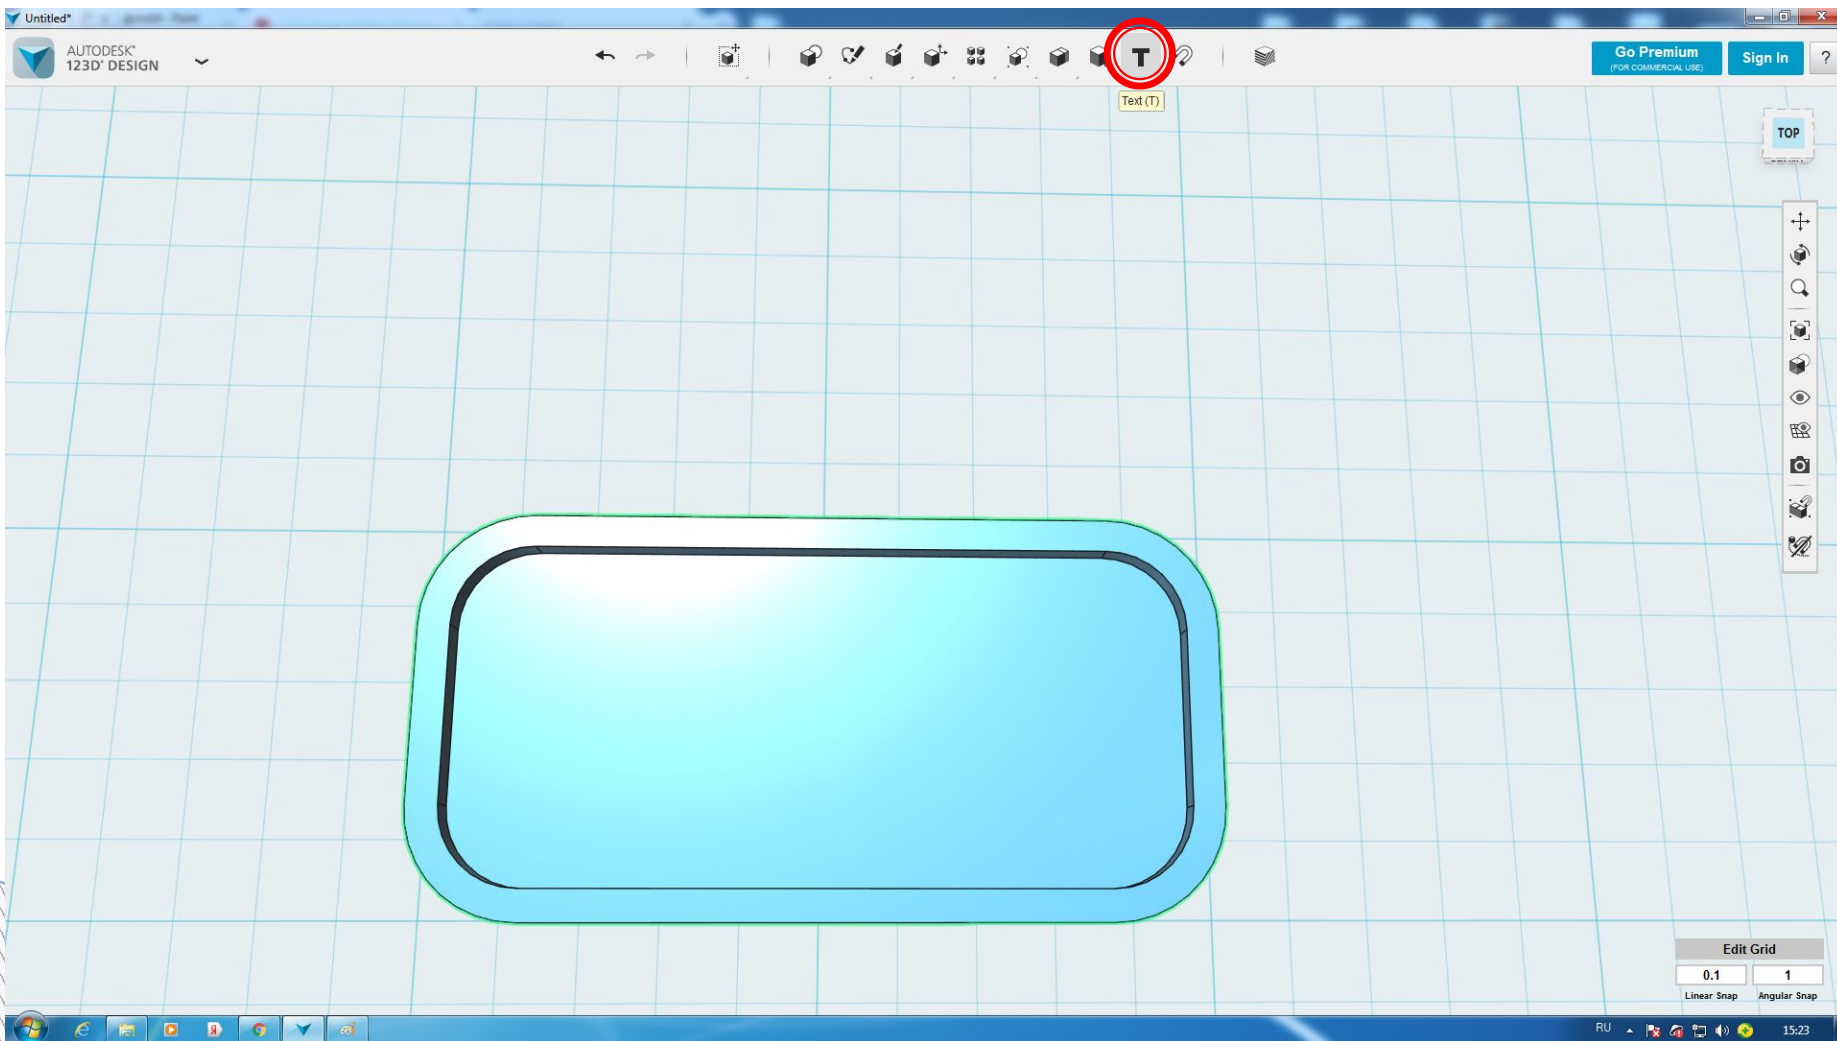 Untitled*
AUTODESK®
123D® DESIGN
T
Text (T)
Go Premium
(FOR COMMERCIAL USE)
Sign In
?
TOP
Edit Grid
0.1
1
Linear Snap
Angular Snap
RU
15:23